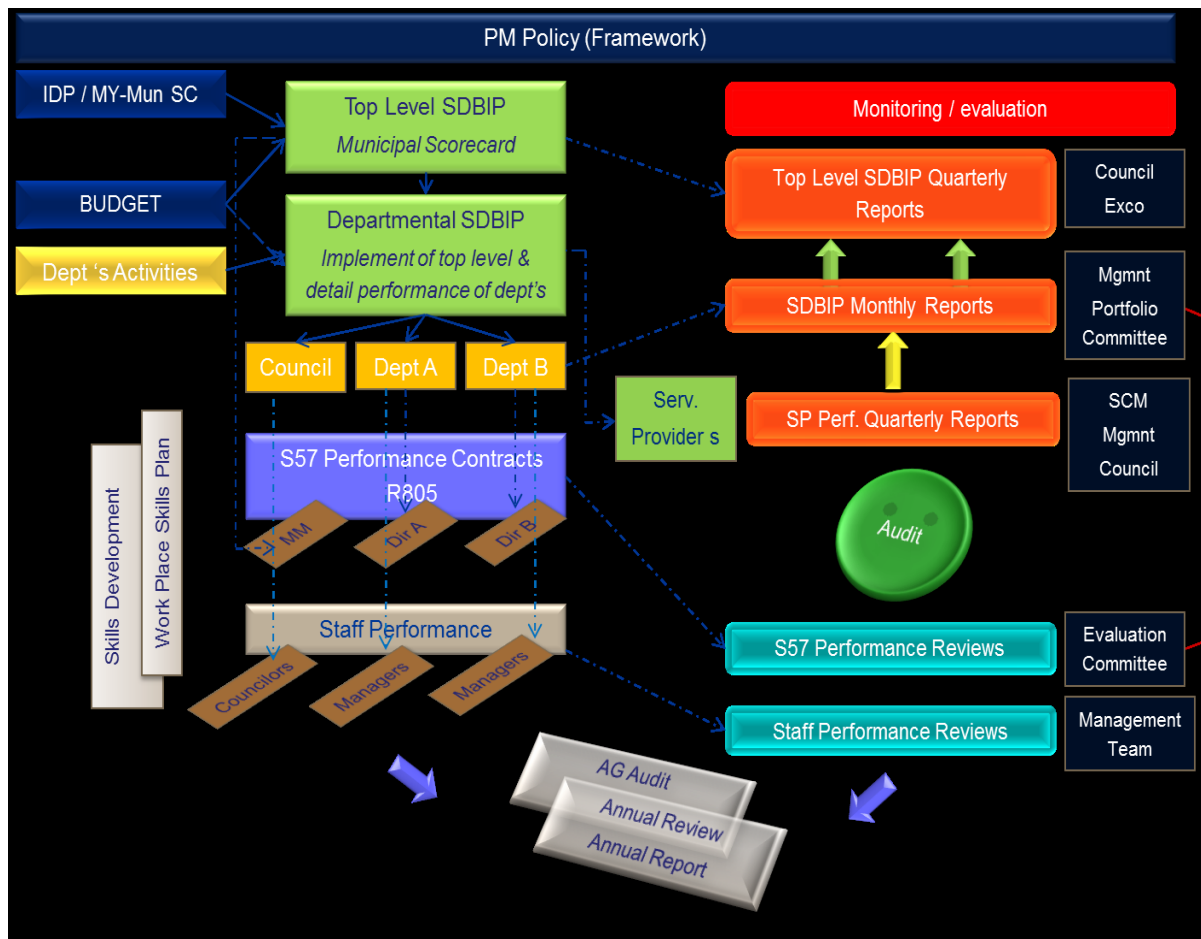 PM Policy (Framework)
IDP / MY-Mun SC
BUDGET
Dept 's Activities
Top Level SDBIP
Municipal Scorecard
Departmental SDBIP
Implement of top level &
detail performance of dept's
Council
Dept A
Dept B
Serv.
Provider s
S57 Performance Contracts
R805
MM
Dir A
Dir B
Staff Performance
Councilors
Managers
Managers
Skills Development
Work Place Skills Plan
Monitoring / evaluation
Top Level SDBIP Quarterly
Reports
Council
Exco
SDBIP Monthly Reports
Mgmnt
Portfolio
Committee
SP Perf. Quarterly Reports
SCM
Mgmnt
Council
Audit
S57 Performance Reviews
Evaluation
Committee
Staff Performance Reviews
Management
Team
AG Audit
Annual Review
Annual Report